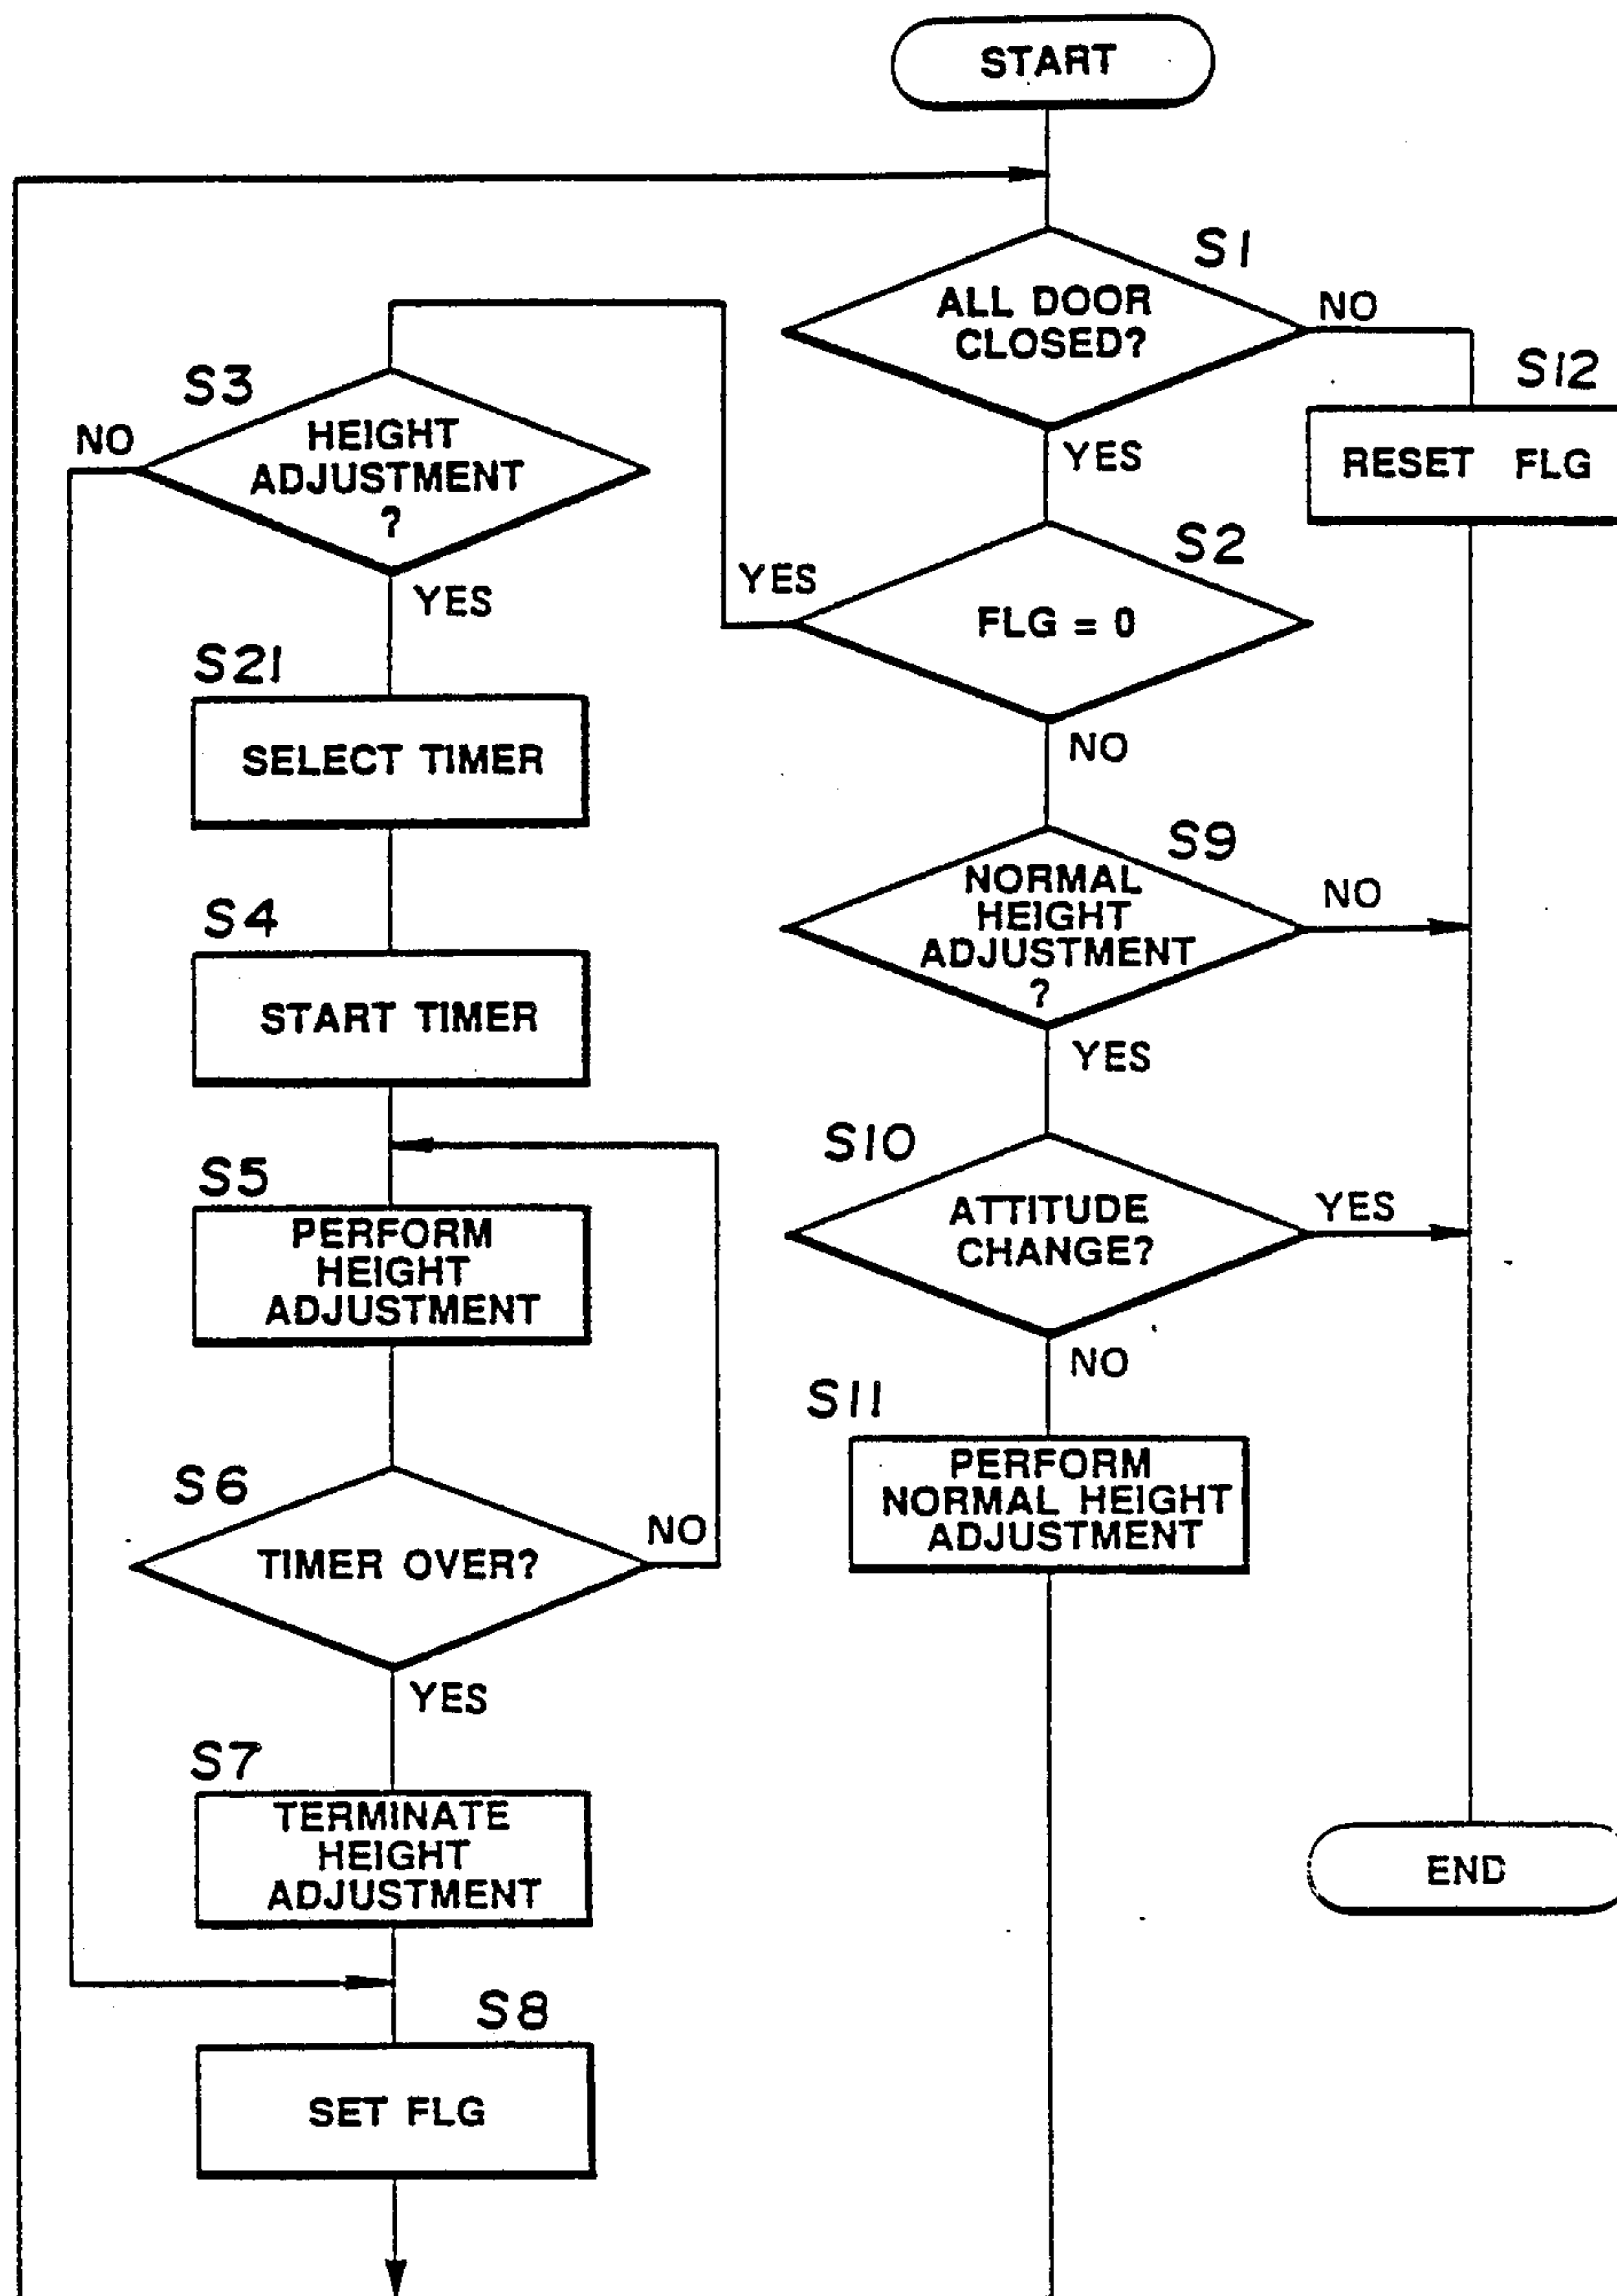 START
S1
ALL DOOR
CLOSED?
NO
YES
S12
RESET FLG
S2
FLG = 0
YES
NO
S3
HEIGHT
ADJUSTMENT
?
NO
YES
S21
SELECT TIMER
S4
START TIMER
S5
PERFORM
HEIGHT
ADJUSTMENT
S6
TIMER OVER?
NO
YES
S7
TERMINATE
HEIGHT
ADJUSTMENT
S8
SET FLG
S9
NORMAL
HEIGHT
ADJUSTMENT
?
NO
YES
S10
ATTITUDE
CHANGE?
YES
NO
S11
PERFORM
NORMAL HEIGHT
ADJUSTMENT
END